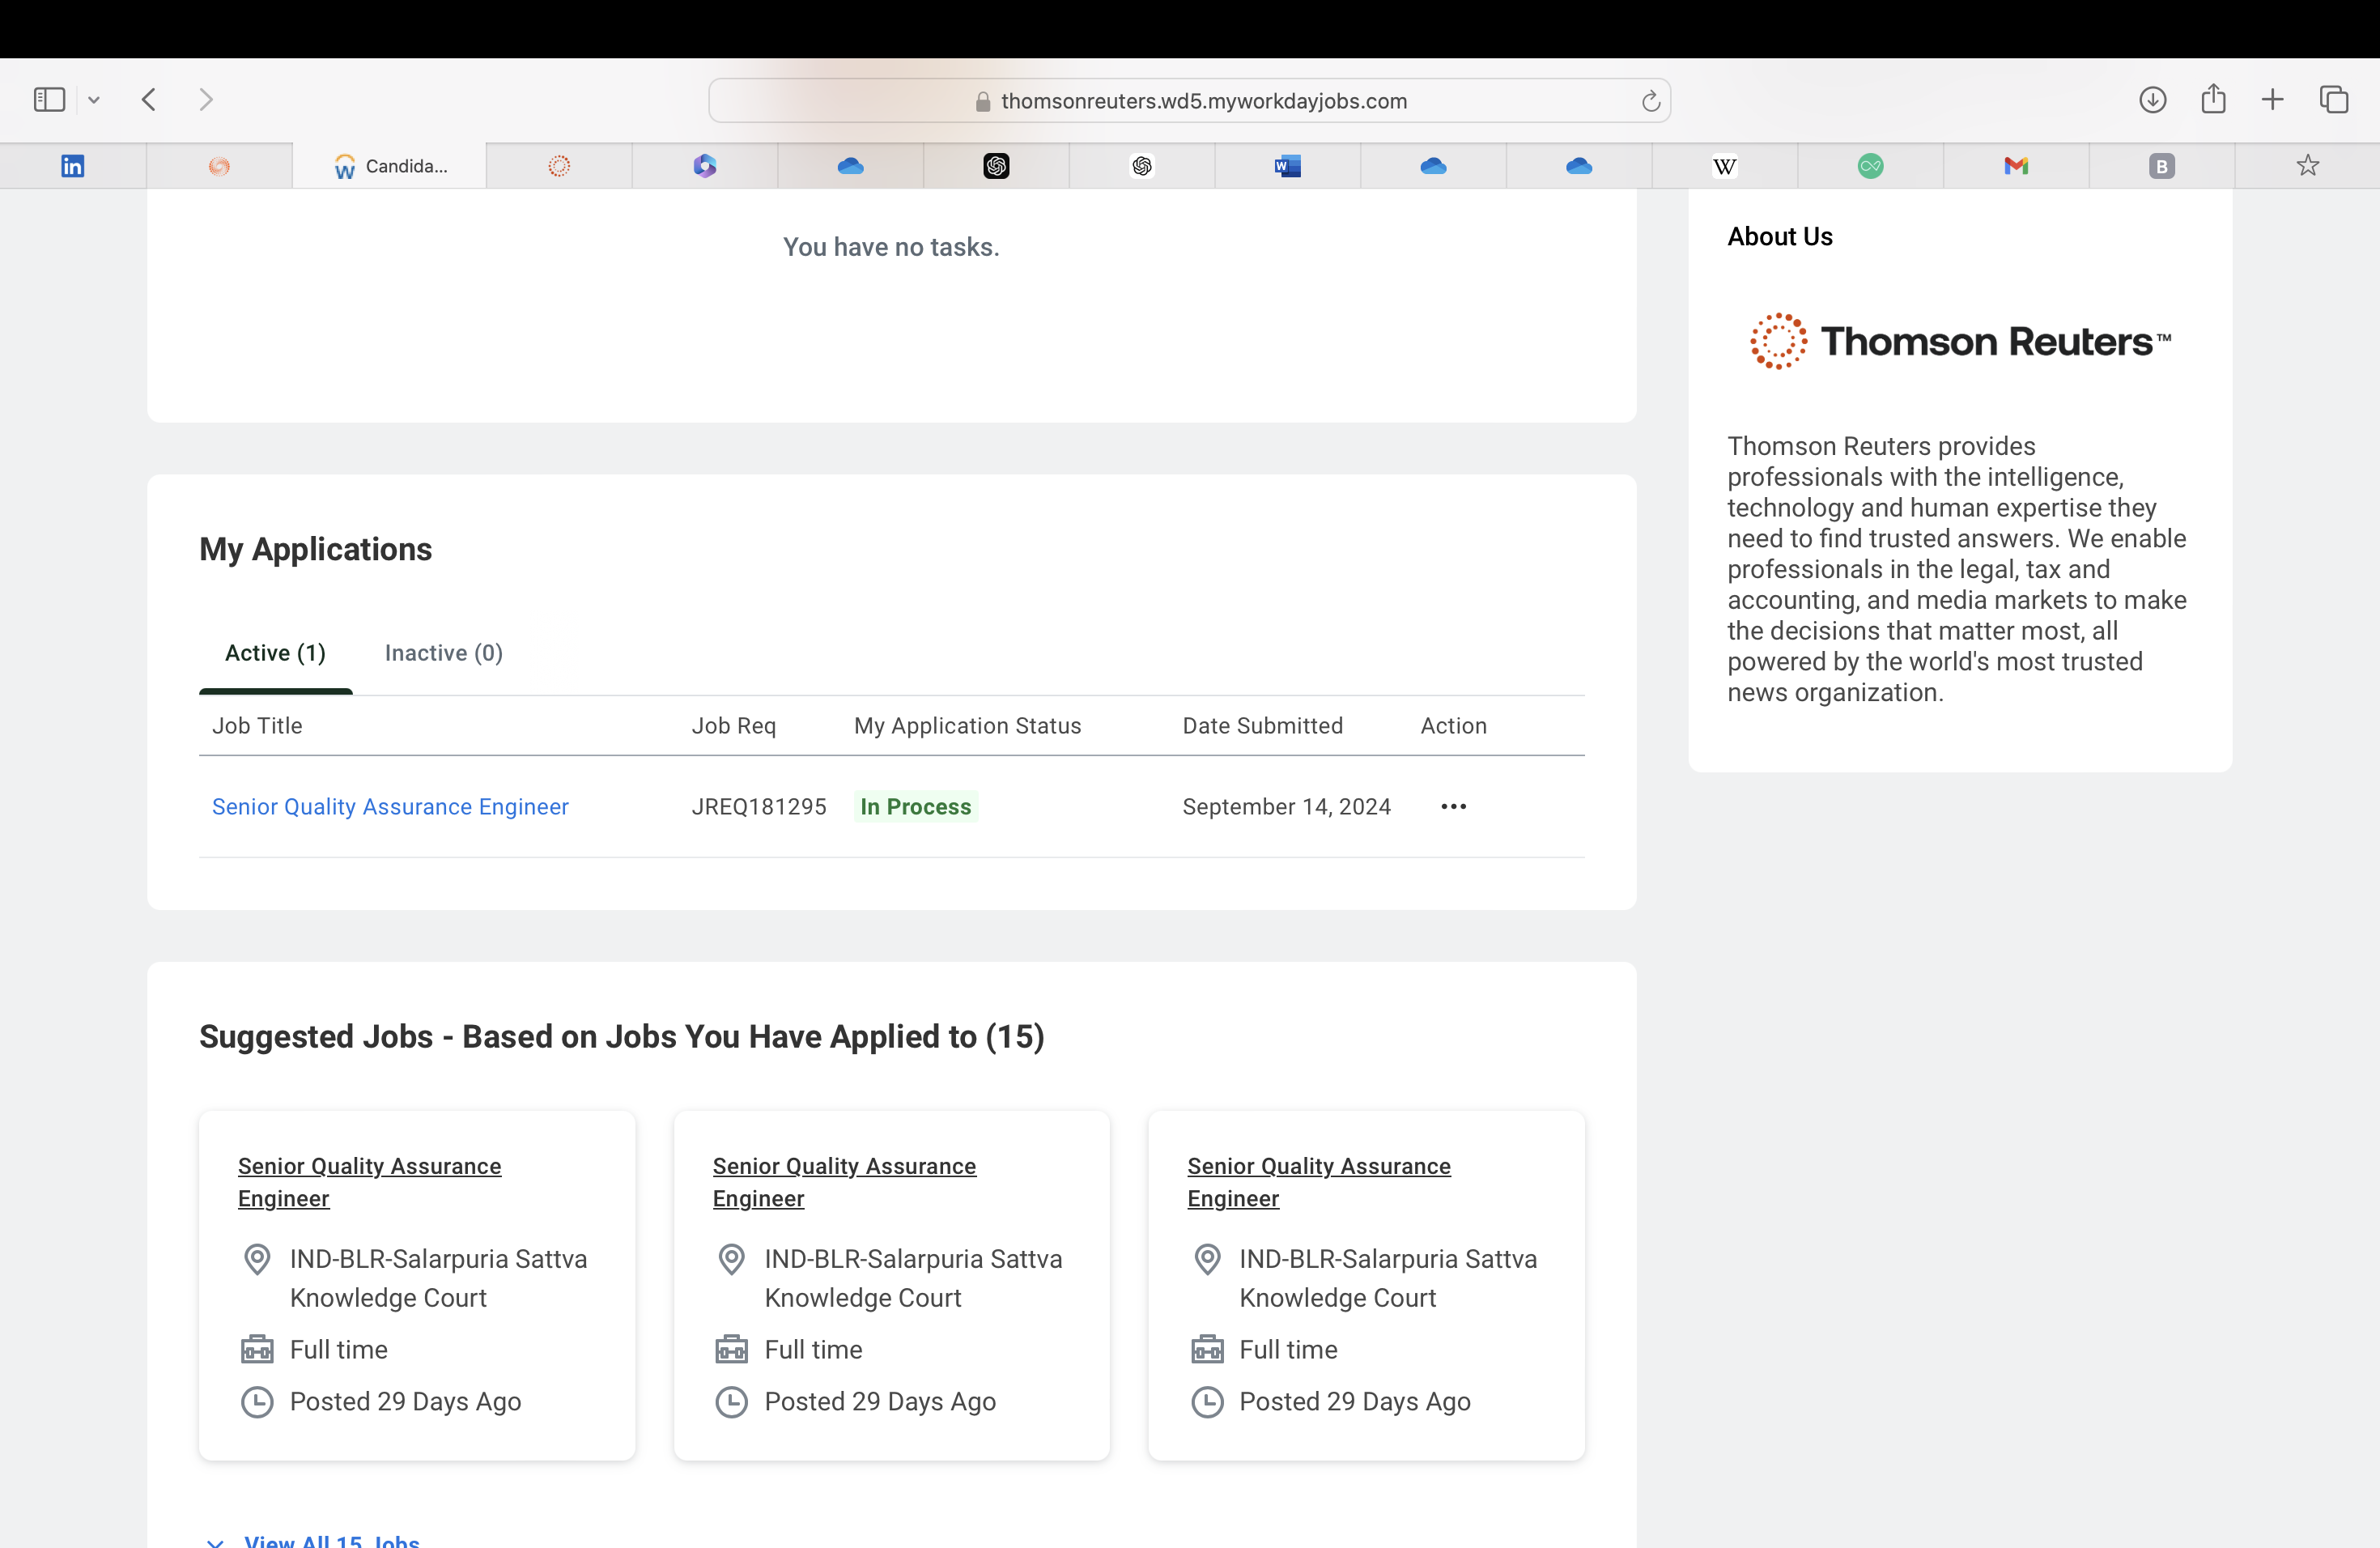 thomsonreuters.wd5.myworkdayjobs.com
Candida...
You have no tasks.
My Applications
Active (1) Inactive (0)
Job Title Job Req My Application Status Date Submitted Action
Senior Quality Assurance Engineer JREQ181295 In Process September 14, 2024
Suggested Jobs - Based on Jobs You Have Applied to (15)
Senior Quality Assurance
Engineer
IND-BLR-Salarpuria Sattva
Knowledge Court
Full time
Posted 29 Days Ago
Senior Quality Assurance
Engineer
IND-BLR-Salarpuria Sattva
Knowledge Court
Full time
Posted 29 Days Ago
Senior Quality Assurance
Engineer
IND-BLR-Salarpuria Sattva
Knowledge Court
Full time
Posted 29 Days Ago
View All 15 Jobs
About Us
Thomson Reuters™
Thomson Reuters provides
professionals with the intelligence,
technology and human expertise they
need to find trusted answers. We enable
professionals in the legal, tax and
accounting, and media markets to make
the decisions that matter most, all
powered by the world's most trusted
news organization.